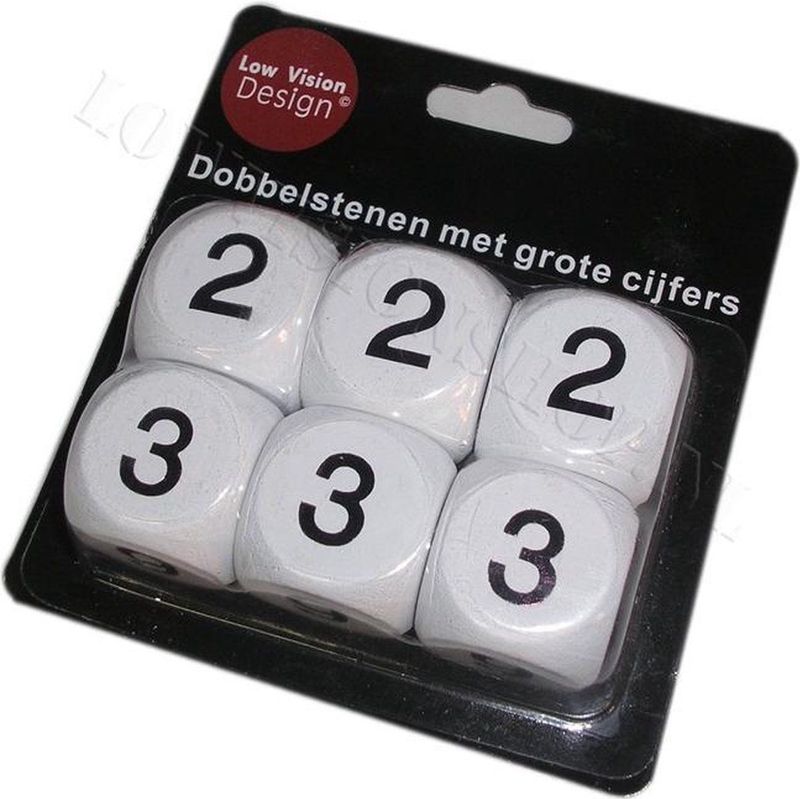 Low Vision
Design©
Dobbelstenen met grote cijfers
2 2 2
3 3 3